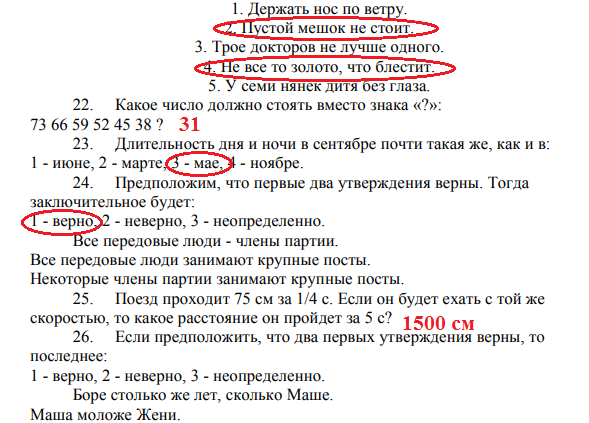 1. Держать нос по ветру.
2. Пустой мешок не стоит.
3. Трое докторов не лучше одного.
4. Не все то золото, что блестит.
5. У семи нянек дитя без глаза.
22. Какое число должно стоять вместо знака «?»:
73 66 59 52 45 38 ? 31
23. Длительность дня и ночи в сентябре почти такая же, как и в:
1 - июне, 2 - марте, 3 - мае, 4 - ноябре.
24. Предположим, что первые два утверждения верны. Тогда
заключительное будет:
1 - верно, 2 - неверно, 3 - неопределенно.
Все передовые люди - члены партии.
Все передовые люди занимают крупные посты.
Некоторые члены партии занимают крупные посты.
25. Поезд проходит 75 см за 1/4 с. Если он будет ехать с той же
скоростью, то какое расстояние он пройдет за 5 с? 1500 см
26. Если предположить, что два первых утверждения верны, то
последнее:
1 - верно, 2 - неверно, 3 - неопределенно.
Боре столько же лет, сколько Маше.
Маша моложе Жени.